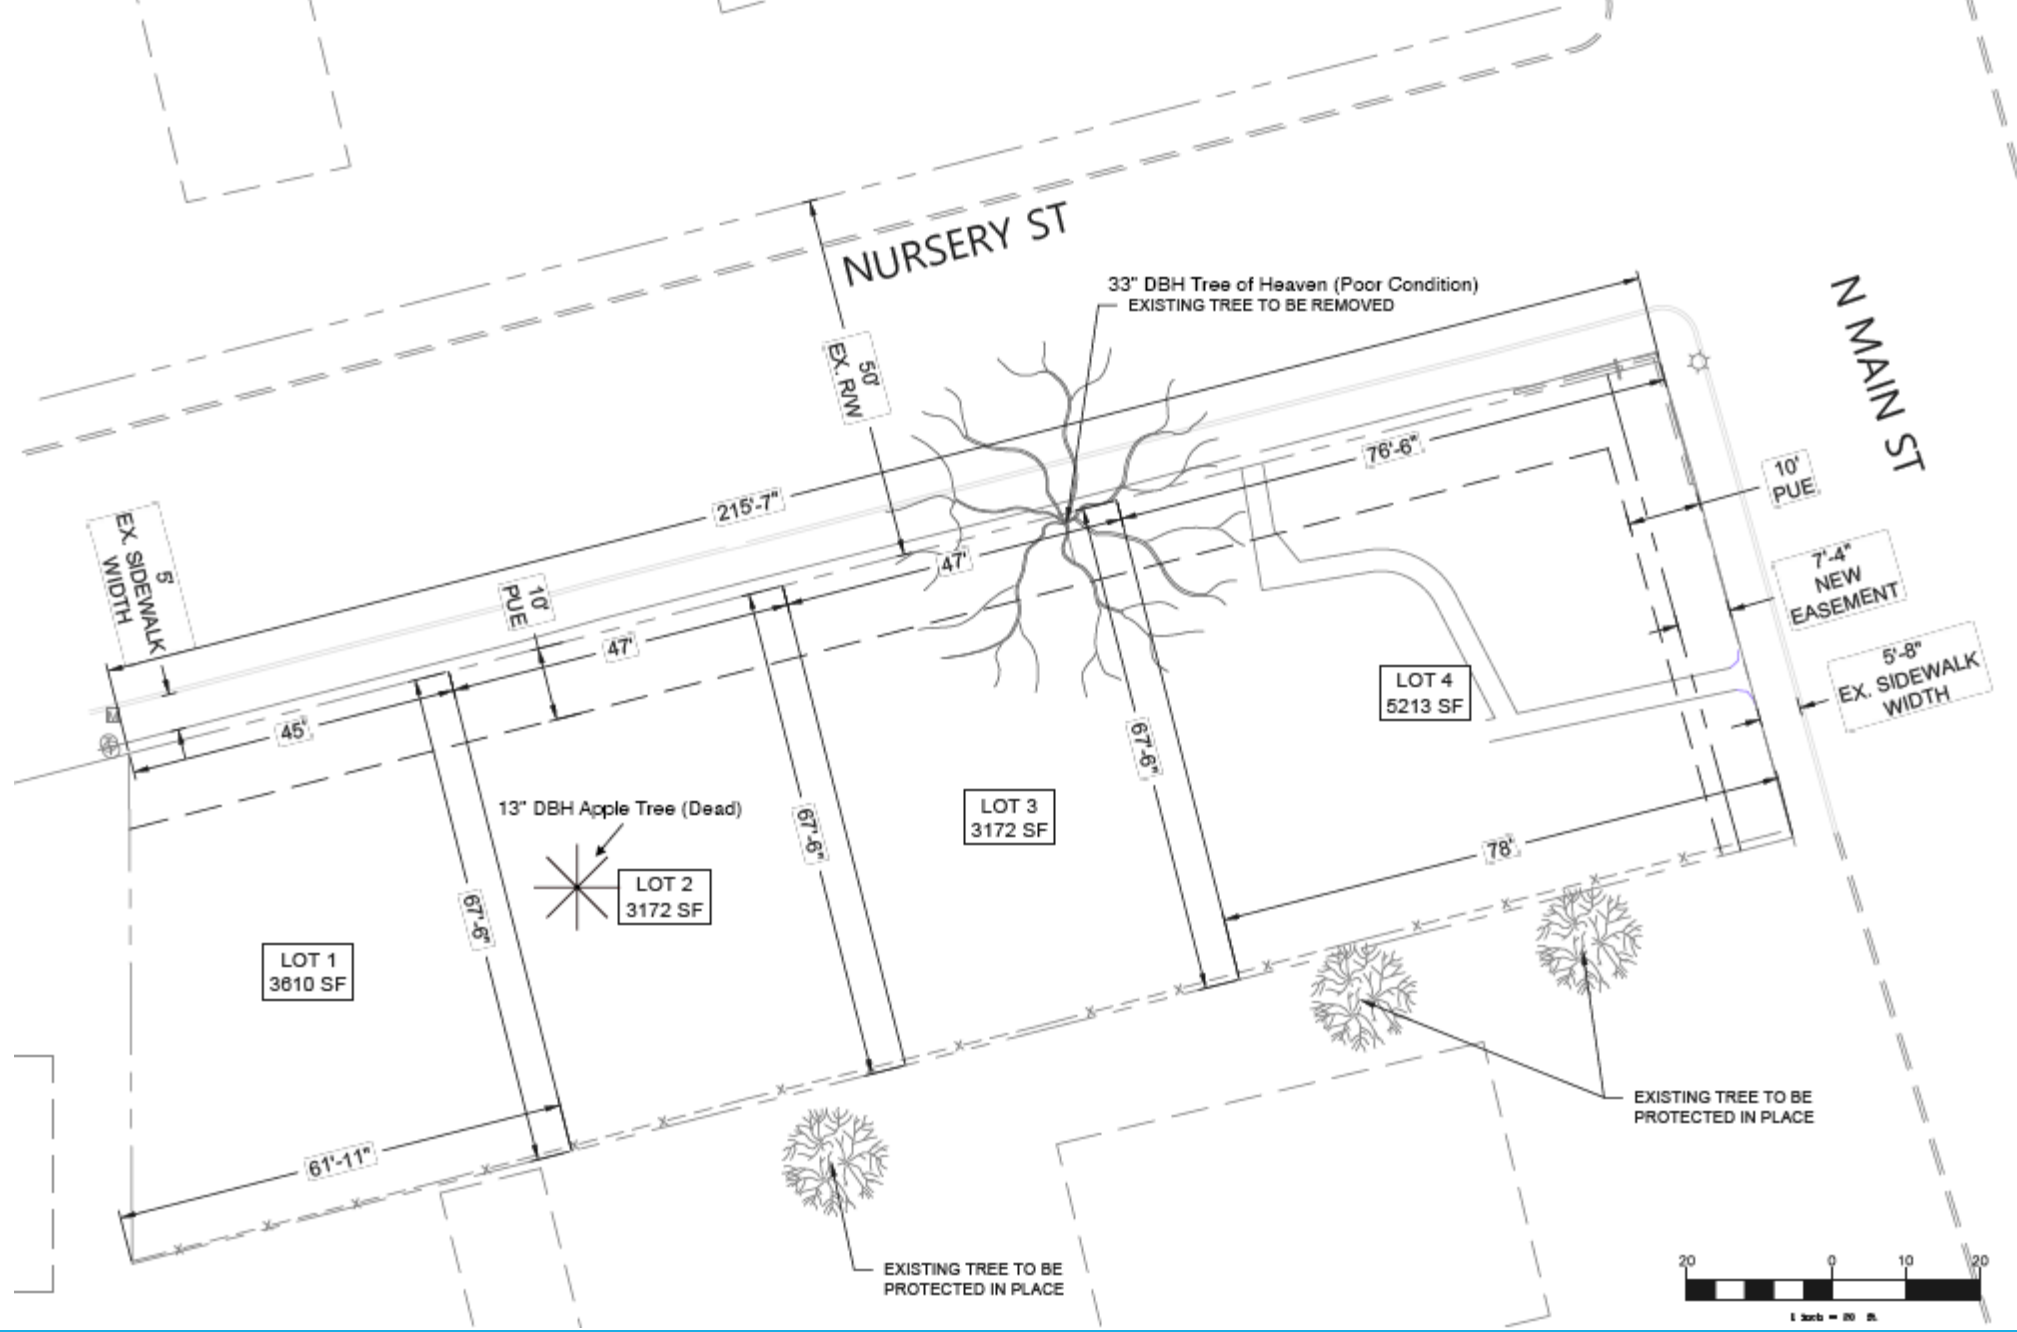 NURSERY ST
N MAIN ST
33" DBH Tree of Heaven (Poor Condition)
EXISTING TREE TO BE REMOVED
50'
EX. R/W
76'-6"
10'
PUE
215'-7"
5'
EX. SIDEWALK
WIDTH
10'
PUE
47'
47'
45'
7'-4"
NEW
EASEMENT
5'-8"
EX. SIDEWALK
WIDTH
LOT 4
5213 SF
67'-6"
67'-6"
67'-6"
13" DBH Apple Tree (Dead)
LOT 3
3172 SF
78'
LOT 2
3172 SF
LOT 1
3610 SF
61'-11"
EXISTING TREE TO BE
PROTECTED IN PLACE
EXISTING TREE TO BE
PROTECTED IN PLACE
20 0 10 20
1 inch = 20 ft.